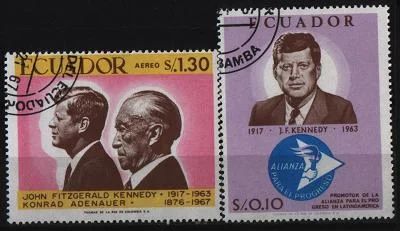 ECUADOR
AEREO S/.1.30
JOHN FITZGERALD KENNEDY • 1917-1963
KONRAD ADENAUER • 1876-1967
ECUADOR
ECUADOR
BAMBA
1917 - J.F. KENNEDY - 1963
ALIANZA
PARA EL PROGRESO
S/.0.10
PROMOTOR DE LA
ALIANZA PARA EL PRO
GRESO EN LATINOAMERICA